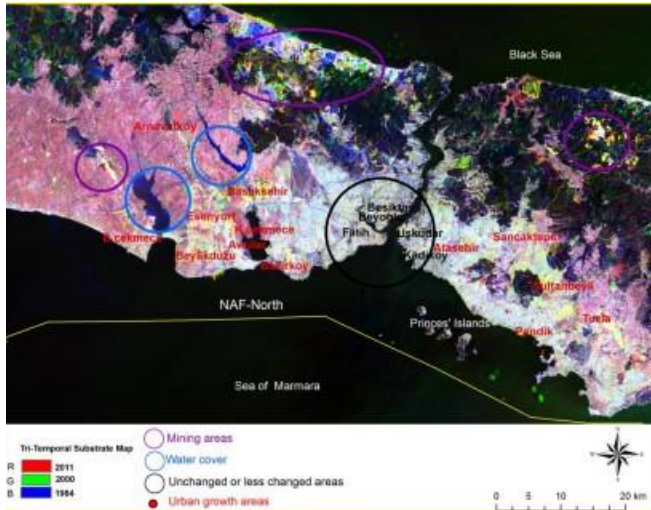 Black Sea
Arnavutkoy
Basaksehir
Besiktas
Beyoglu
Esenyurt
K.cekmece
Fatih
Uskudar
Sancaktepe
B.cekmece
Avcilar
Atasehir
Beylikduzu
Bakirkoy
Kadikoy
Sultanbeyli
NAF-North
Princes' Islands
Pendik
Tuzla
Sea of Marmara
Tri-Temporal Substrate Map
R 2011
G 2000
B 1984
Mining areas
Water cover
Unchanged or less changed areas
Urban growth areas
N
0 5 10 20 km